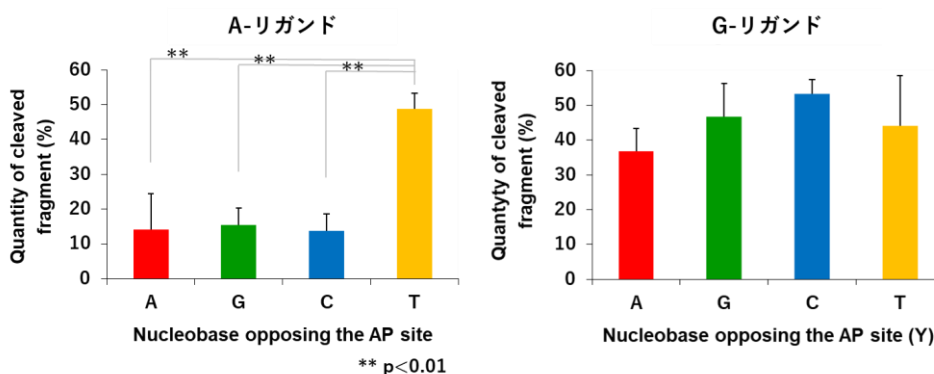 A-リガンド
**
**
**
Quantity of cleaved
fragment (%)
60
50
40
30
20
10
0
A G C T
Nucleobase opposing the AP site
** p<0.01
G-リガンド
Quantyty of cleaved
fragment (%)
60
50
40
30
20
10
0
A G C T
Nucleobase opposing the AP site (Y)